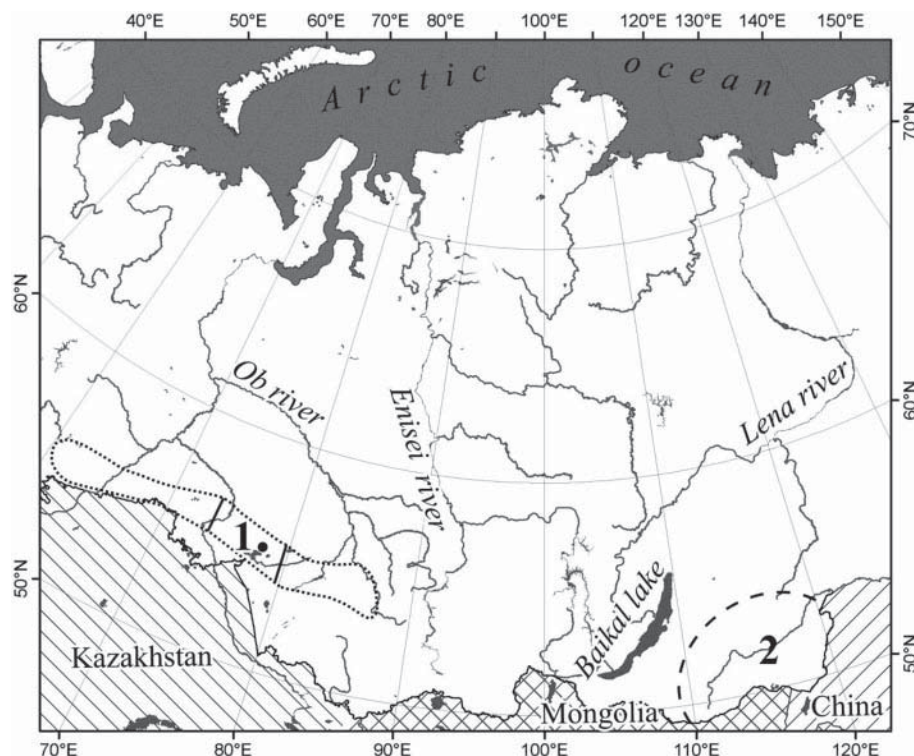 40°E 50°E 60°E 70°E 80°E 100°E 120°E 130°E 140°E 150°E
Arctic ocean
70°N
60°N
Ob river
Enisei river
Lena river
60°N
1.
50°N
Baikal lake
2
50°N
Kazakhstan
Mongolia
China
70°E 80°E 90°E 100°E 110°E 120°E